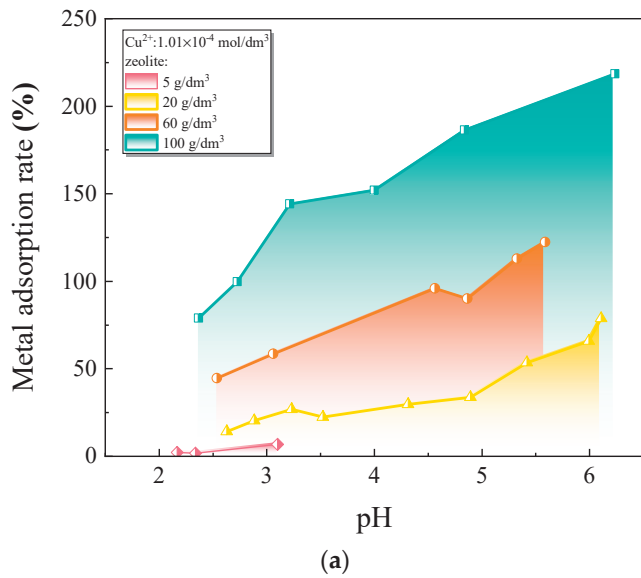 Cu²⁺:1.01×10⁻⁴ mol/dm³
zeolite:
5 g/dm³
20 g/dm³
60 g/dm³
100 g/dm³
Metal adsorption rate (%)
250
200
150
100
50
0
2 3 4 5 6
pH
(a)